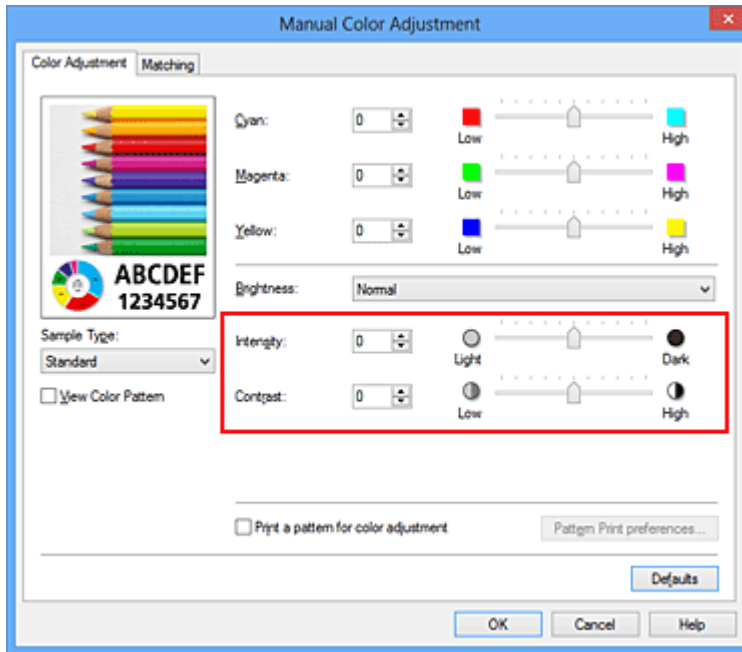 Manual Color Adjustment
Color Adjustment Matching
Cyan: 0 Low High
Magenta: 0 Low High
Yellow: 0 Low High
ABCDEF
1234567
Brightness: Normal
Sample Type:
Standard
View Color Pattern
Intensity: 0 Light Dark
Contrast: 0 Low High
Print a pattern for color adjustment Pattern Print preferences...
Defaults
OK Cancel Help